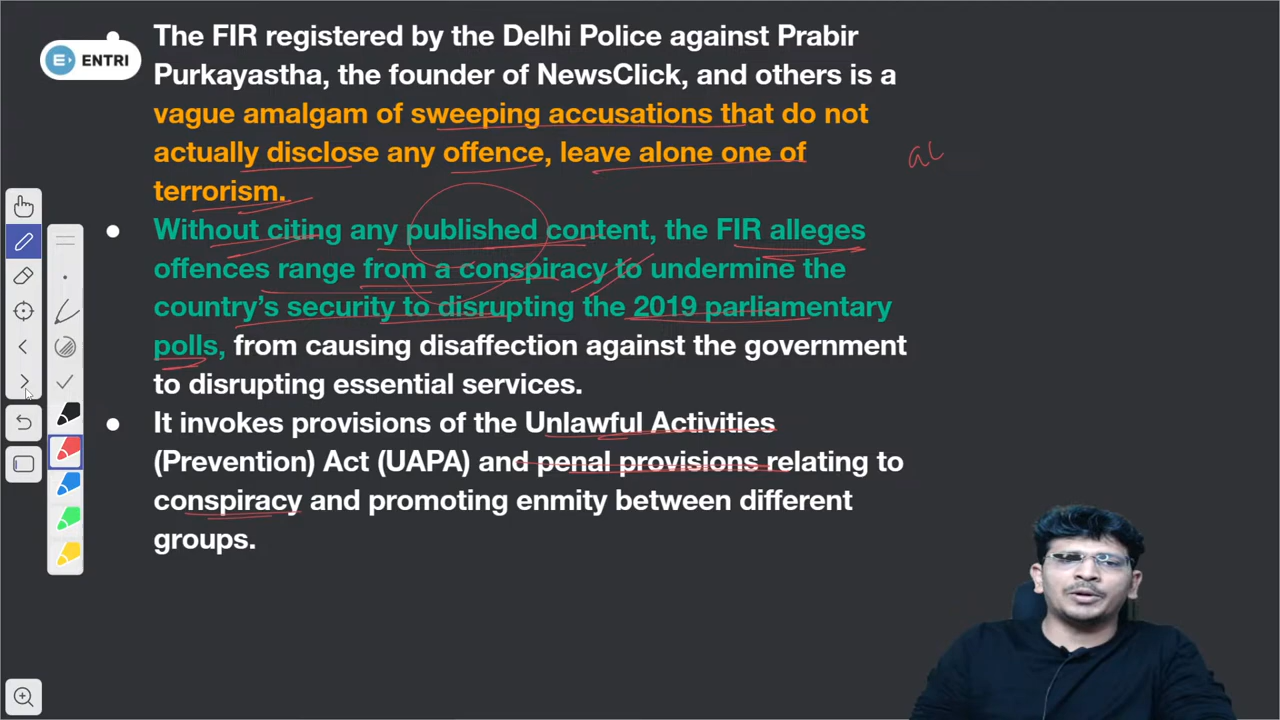 ENTRI
The FIR registered by the Delhi Police against Prabir
Purkayastha, the founder of NewsClick, and others is a
vague amalgam of sweeping accusations that do not
actually disclose any offence, leave alone one of
terrorism.
Without citing any published content, the FIR alleges
offences range from a conspiracy to undermine the
country’s security to disrupting the 2019 parliamentary
polls, from causing disaffection against the government
to disrupting essential services.
It invokes provisions of the Unlawful Activities
(Prevention) Act (UAPA) and penal provisions relating to
conspiracy and promoting enmity between different
groups.